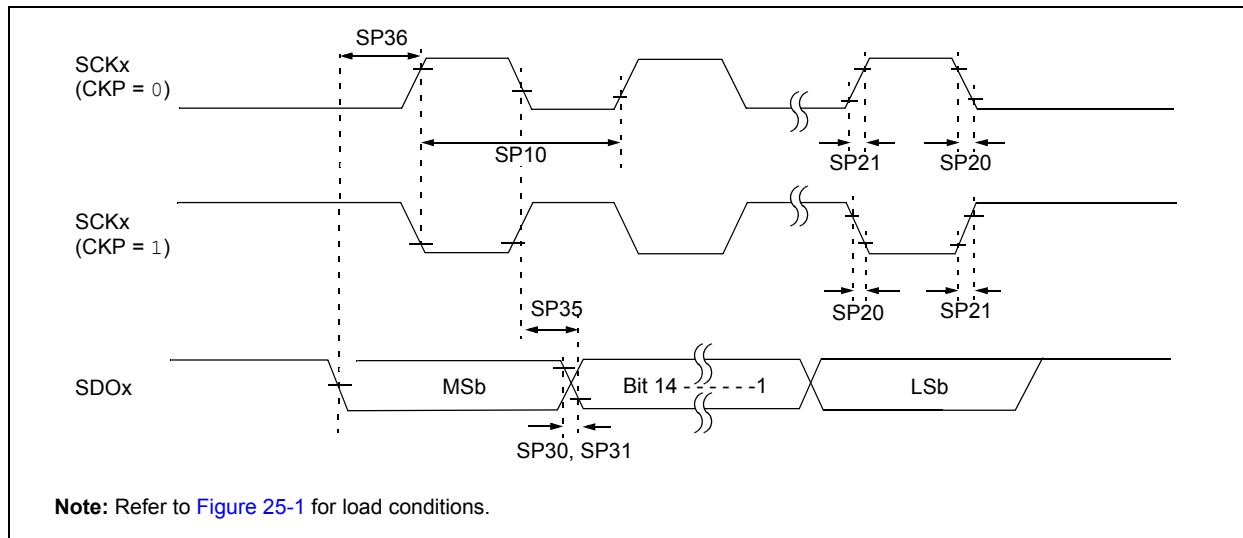 SP36
SCKx
(CKP = 0)
SP10
SP21
SP20
SCKx
(CKP = 1)
SP35
SP20
SP21
SDOx
MSb
Bit 14 - - - - - -1
LSb
SP30, SP31
Note: Refer to Figure 25-1 for load conditions.